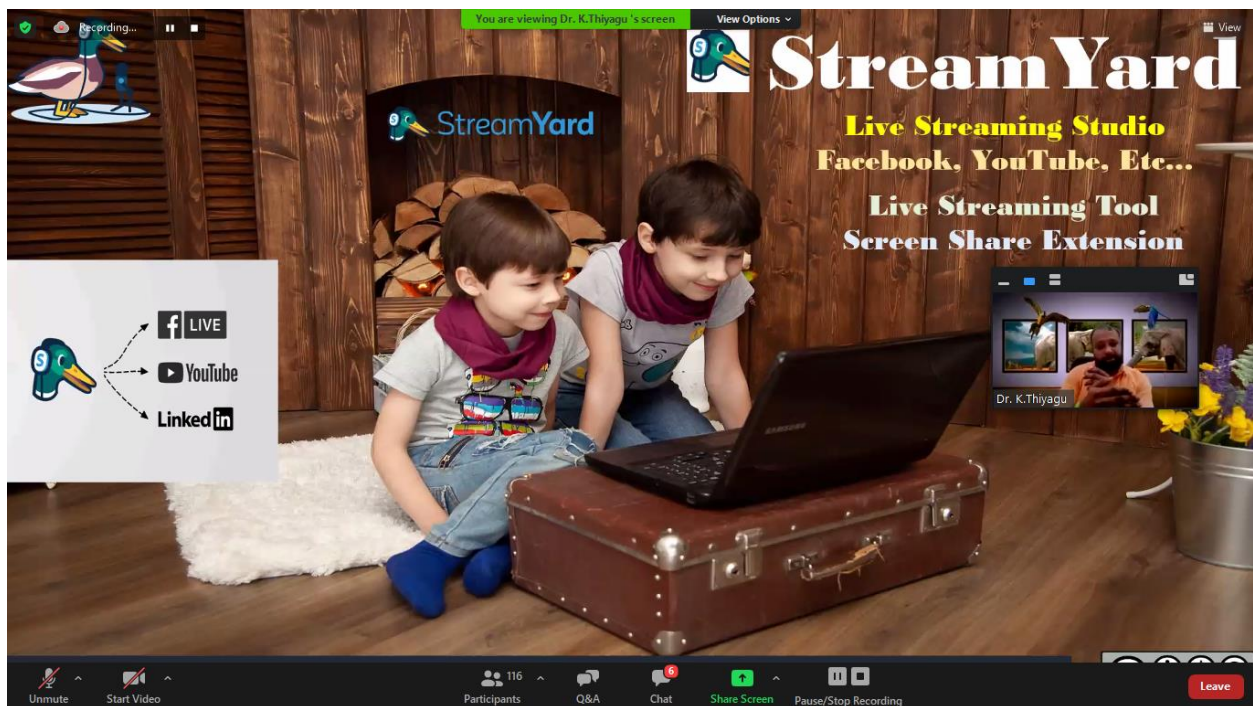 Recording...
You are viewing Dr. K.Thiyagu 's screen
View Options
View
S
StreamYard
S StreamYard
Live Streaming Studio
Facebook, YouTube, Etc...
Live Streaming Tool
Screen Share Extension
S
f LIVE
YouTube
Linked in
SAMSUNG
Dr. K.Thiyagu
Unmute
Start Video
116
Participants
Q&A
6
Chat
Share Screen
Pause/Stop Recording
Leave